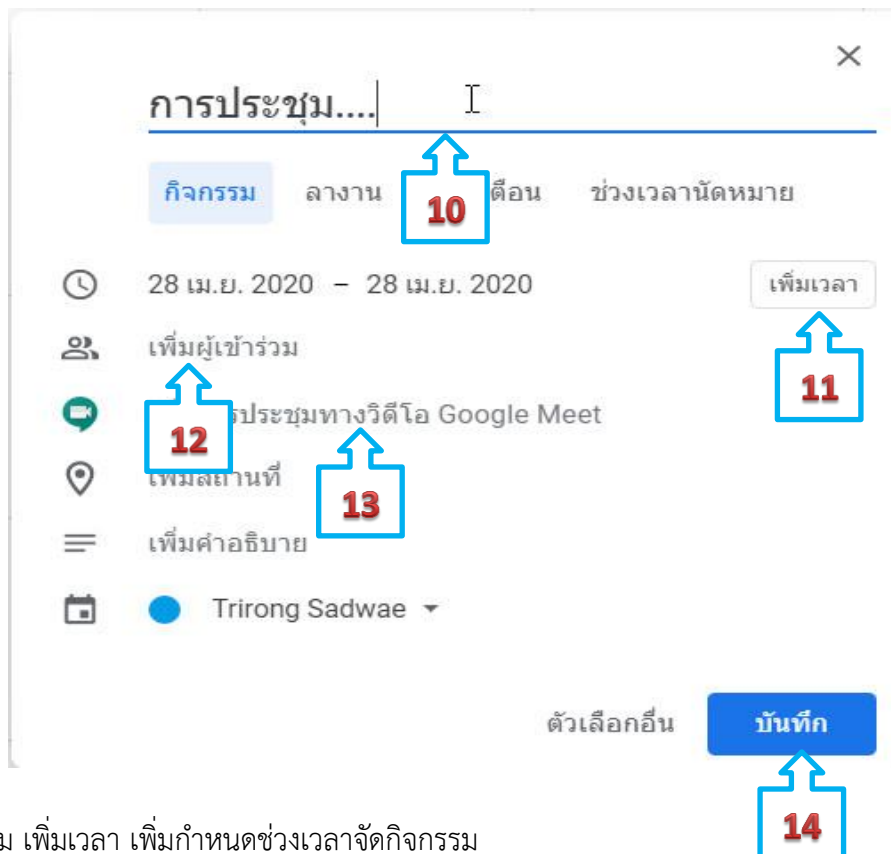 การประชุม....
กิจกรรม ลางาน ช่วงเวลานัดหมาย
10
28 เม.ย. 2020 – 28 เม.ย. 2020 เพิ่มเวลา
เพิ่มผู้เข้าร่วม
11
ประชุมทางวิดีโอ Google Meet
12
เพิ่มสถานที่
13
เพิ่มคำอธิบาย
Trirong Sadwae
ตัวเลือกอื่น บันทึก
14
เพิ่มเวลา เพิ่มกำหนดช่วงเวลาจัดกิจกรรม